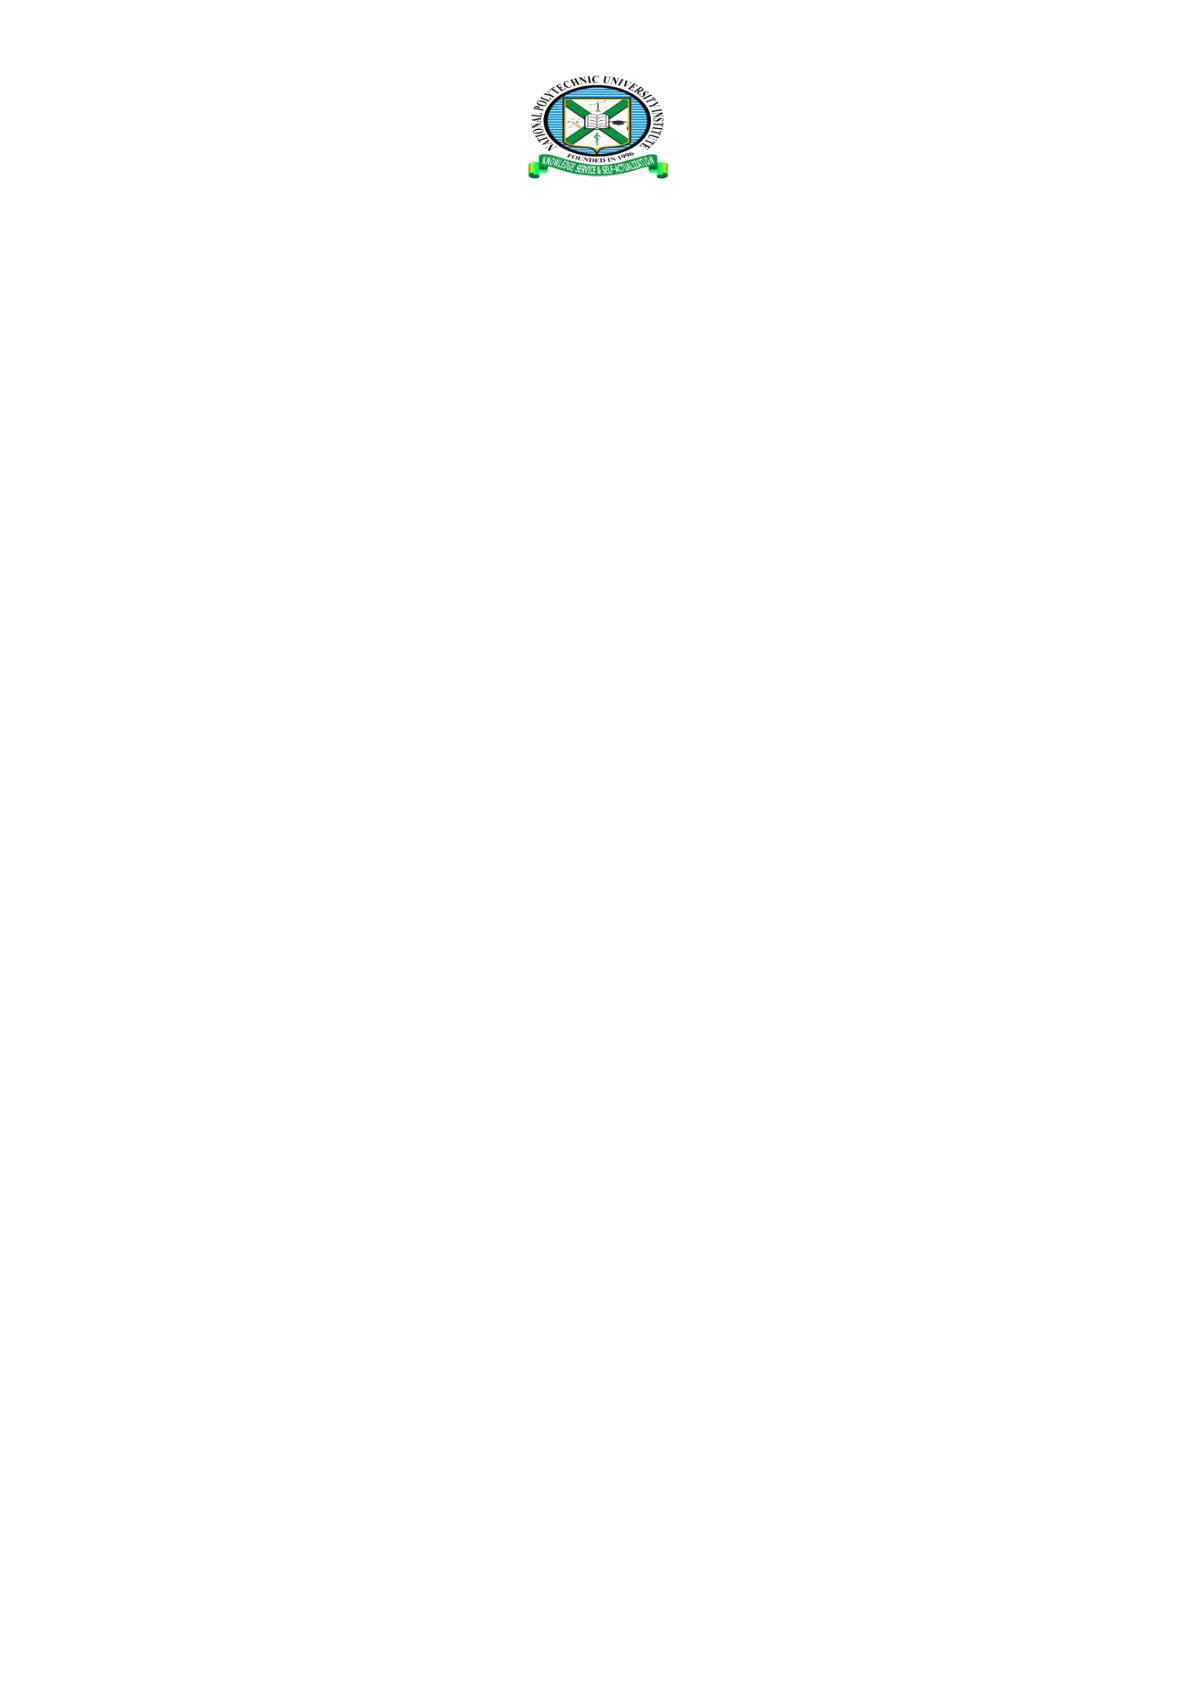 NATIONAL POLYTECHNIC UNIVERSITY INSTITUTE.
FOUNDED IN 1996
KNOWLEDGE SERVICE & SELF-ACTUALIZATION